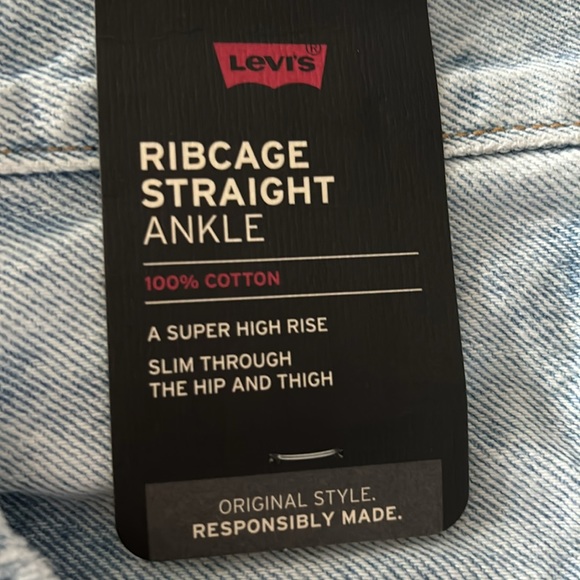 LEVI'S®
RIBCAGE
STRAIGHT
ANKLE
100% COTTON
A SUPER HIGH RISE
SLIM THROUGH
THE HIP AND THIGH
ORIGINAL STYLE.
RESPONSIBLY MADE.